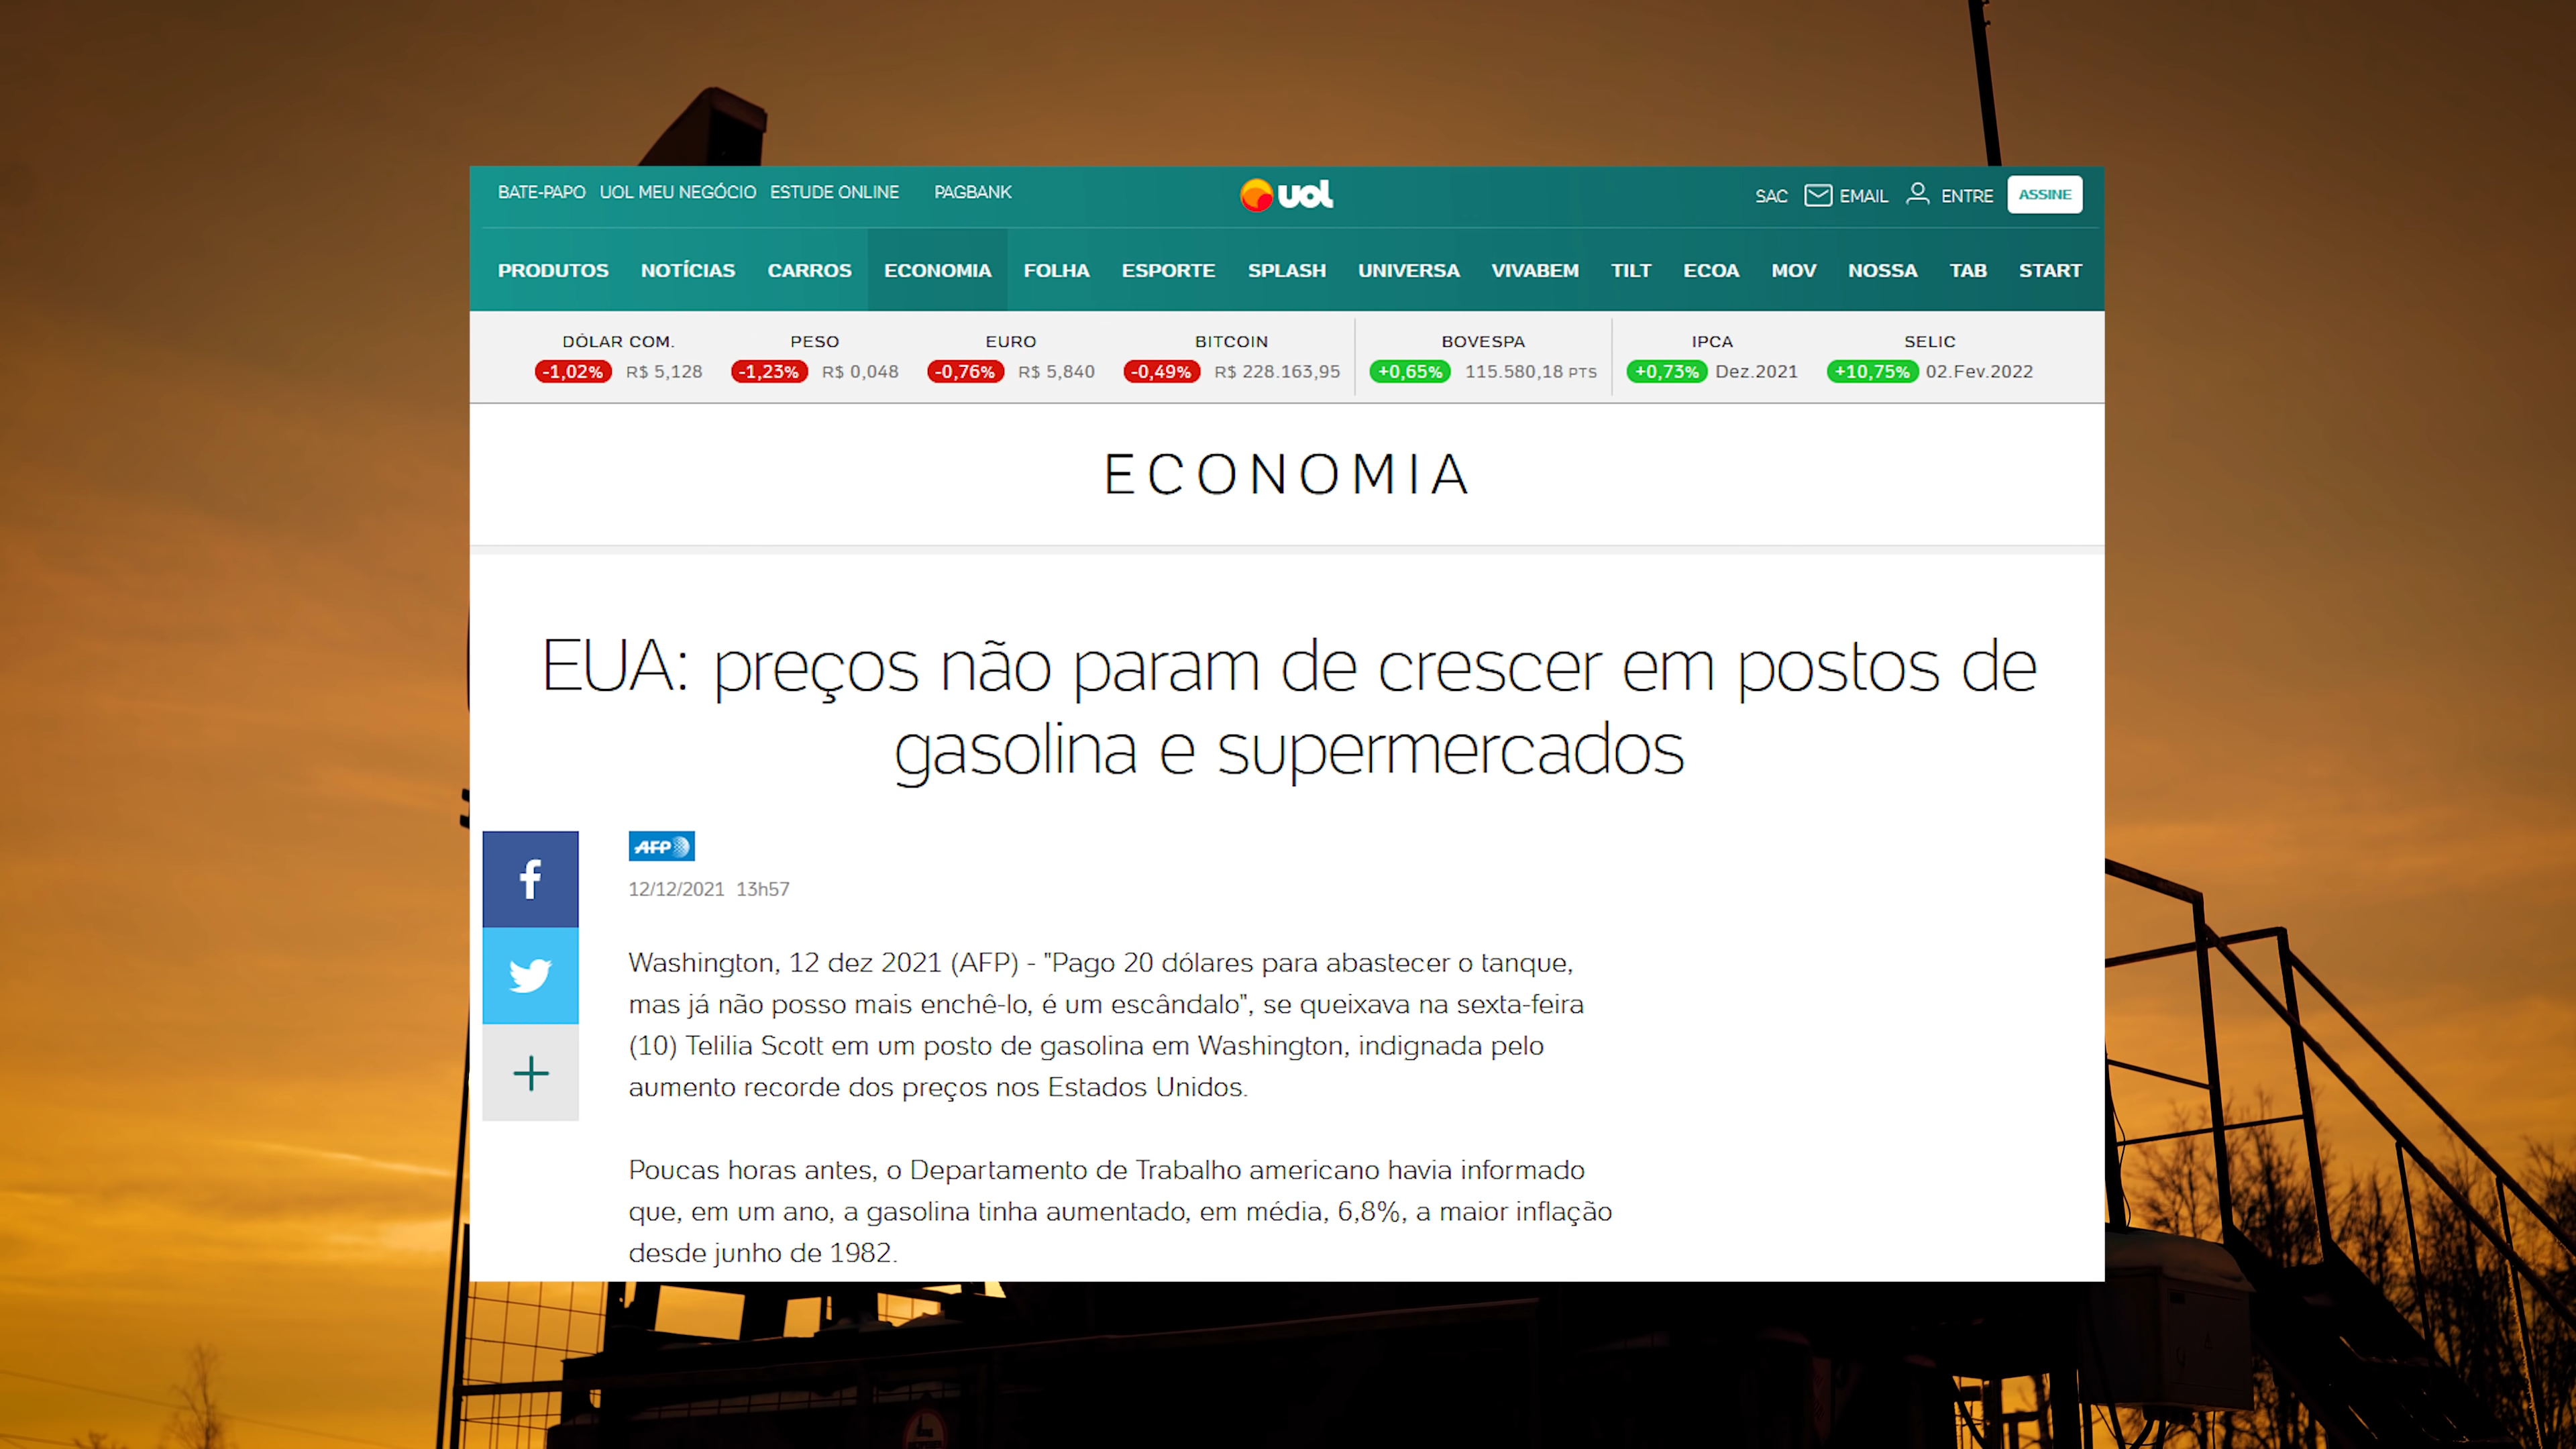 BATE-PAPO UOL MEU NEGÓCIO ESTUDE ONLINE PAGBANK UOL SAC EMAIL ENTRE ASSINE
PRODUTOS NOTÍCIAS CARROS ECONOMIA FOLHA ESPORTE SPLASH UNIVERSA VIVABEM TILT ECOA MOV NOSSA TAB START
DÓLAR COM. PESO EURO BITCOIN BOVESPA IPCA SELIC
-1,02% R$ 5,128 -1,23% R$ 0,048 -0,76% R$ 5,840 -0,49% R$ 228.163,95 +0,65% 115.580,18 PTS +0,73% Dez.2021 +10,75% 02.Fev.2022
ECONOMIA
EUA: preços não param de crescer em postos de
gasolina e supermercados
AFP
12/12/2021 13h57
Washington, 12 dez 2021 (AFP) - "Pago 20 dólares para abastecer o tanque,
mas já não posso mais enchê-lo, é um escândalo", se queixava na sexta-feira
(10) Telilia Scott em um posto de gasolina em Washington, indignada pelo
aumento recorde dos preços nos Estados Unidos.
Poucas horas antes, o Departamento de Trabalho americano havia informado
que, em um ano, a gasolina tinha aumentado, em média, 6,8%, a maior inflação
desde junho de 1982.